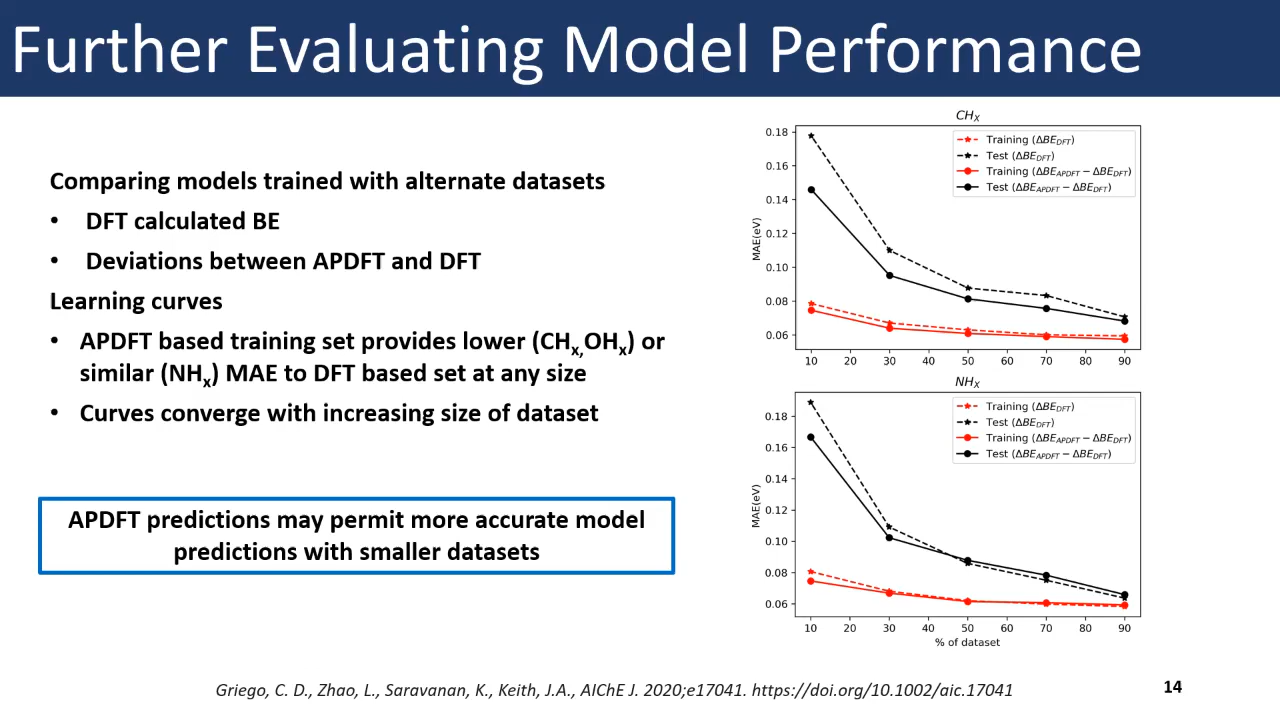 Further Evaluating Model Performance
Comparing models trained with alternate datasets
• DFT calculated BE
• Deviations between APDFT and DFT
Learning curves
• APDFT based training set provides lower (CHx,OHx) or
similar (NHx) MAE to DFT based set at any size
• Curves converge with increasing size of dataset
APDFT predictions may permit more accurate model
predictions with smaller datasets
CHX
0.18
0.16
0.14
0.12
0.10
0.08
0.06
MAE(eV)
Training (ΔBEDFT)
Test (ΔBEDFT)
Training (ΔBEAPDFT − ΔBEDFT)
Test (ΔBEAPDFT − ΔBEDFT)
10 20 30 40 50 60 70 80 90
NHX
0.18
0.16
0.14
0.12
0.10
0.08
0.06
MAE(eV)
Training (ΔBEDFT)
Test (ΔBEDFT)
Training (ΔBEAPDFT − ΔBEDFT)
Test (ΔBEAPDFT − ΔBEDFT)
10 20 30 40 50 60 70 80 90
% of dataset
Griego, C. D., Zhao, L., Saravanan, K., Keith, J.A., AIChE J. 2020;e17041. https://doi.org/10.1002/aic.17041
14